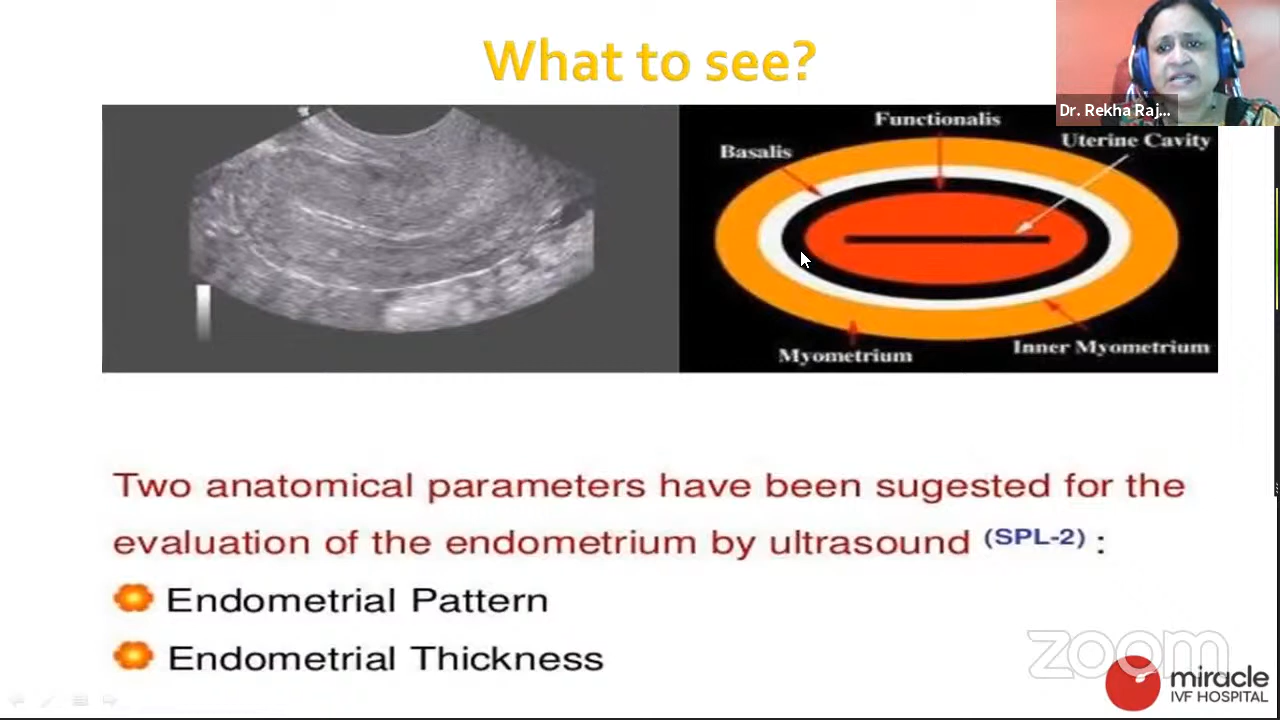 What to see?
Dr. Rekha Raj...
Functionalis
Uterine Cavity
Basalis
Myometrium
Inner Myometrium
Two anatomical parameters have been sugested for the
evaluation of the endometrium by ultrasound (SPL-2) :
Endometrial Pattern
Endometrial Thickness
zoom
miracle
IVF HOSPITAL